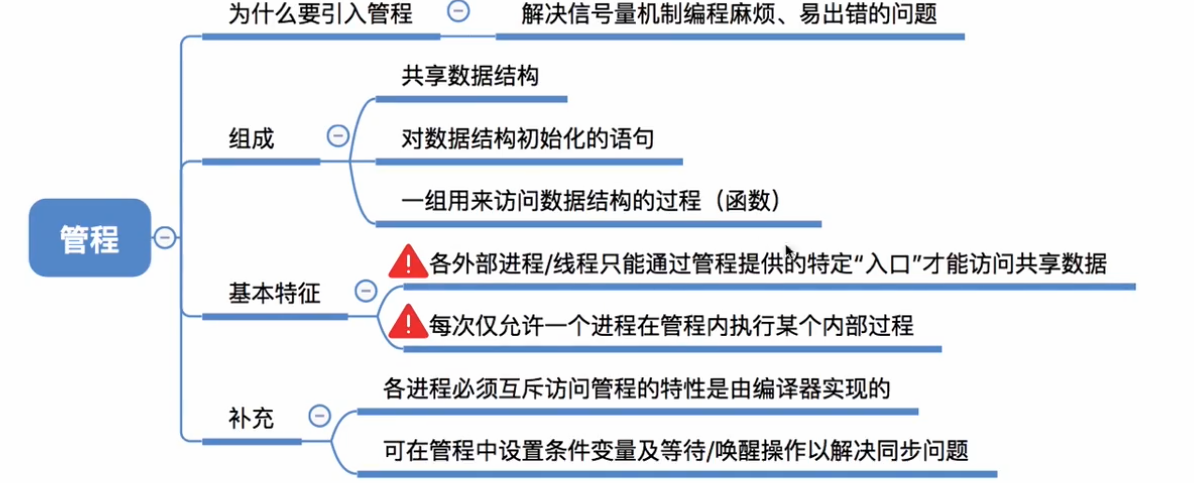 为什么要引入管程
解决信号量机制编程麻烦、易出错的问题
共享数据结构
组成
对数据结构初始化的语句
一组用来访问数据结构的过程（函数）
管程
各外部进程/线程只能通过管程提供的特定“入口”才能访问共享数据
基本特征
每次仅允许一个进程在管程内执行某个内部过程
各进程必须互斥访问管程的特性是由编译器实现的
补充
可在管程中设置条件变量及等待/唤醒操作以解决同步问题